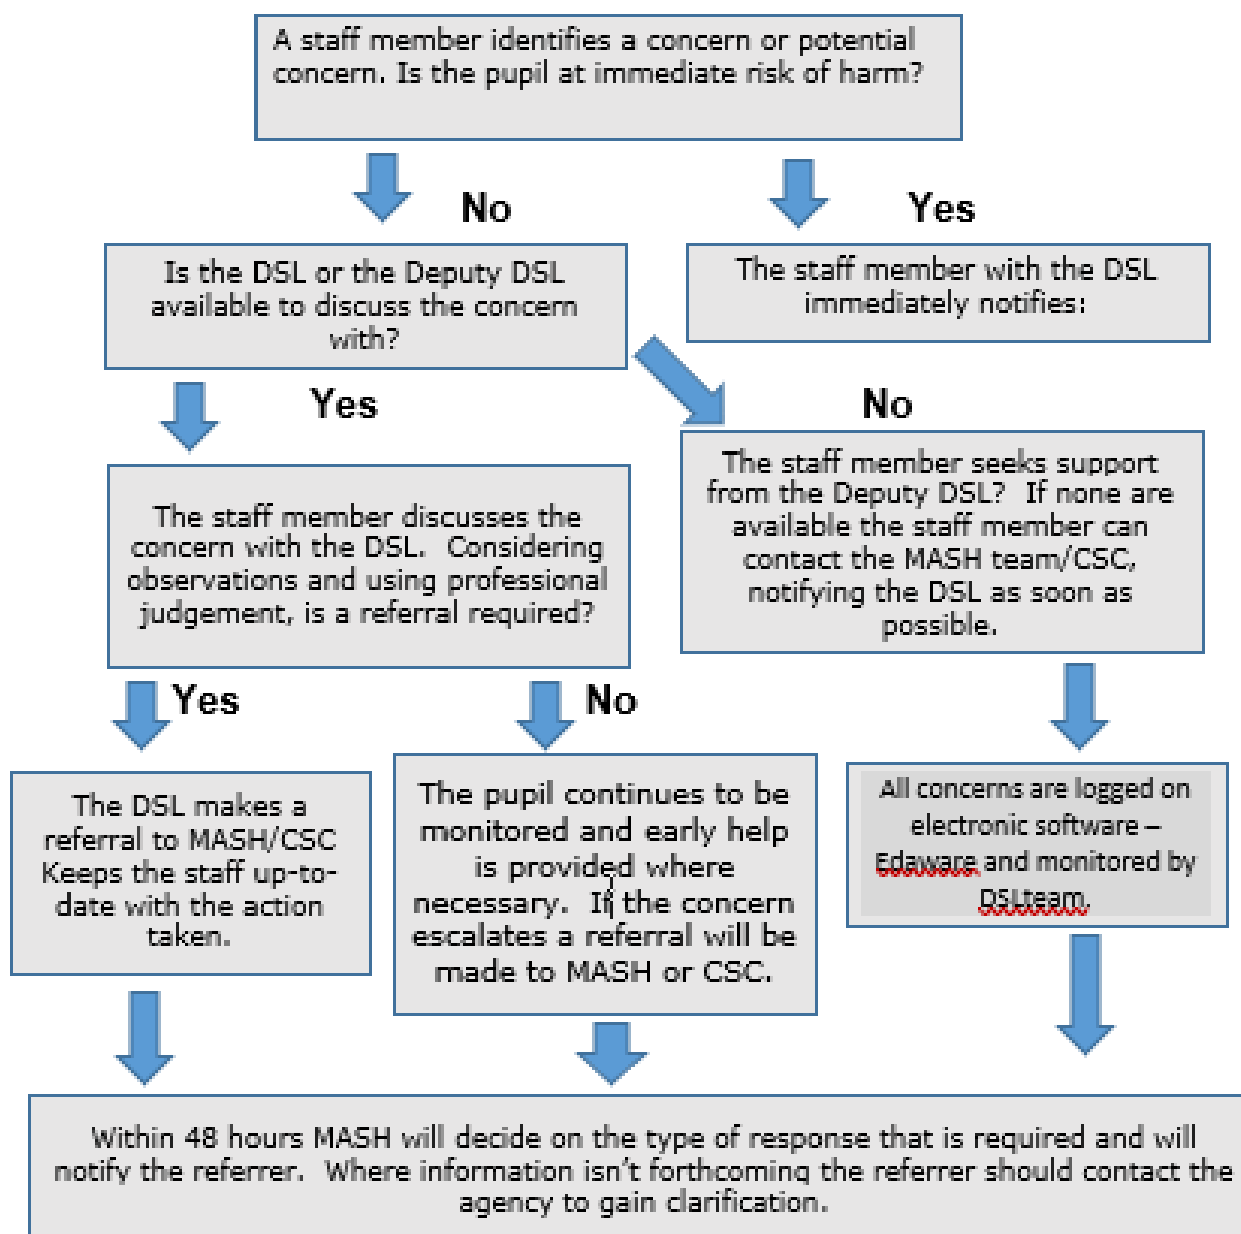 A staff member identifies a concern or potential
concern. Is the pupil at immediate risk of harm?
No
Yes
Is the DSL or the Deputy DSL
available to discuss the concern
with?
The staff member with the DSL
immediately notifies:
Yes
No
The staff member discusses the
concern with the DSL.  Considering
observations and using professional
judgement, is a referral required?
The staff member seeks support
from the Deputy DSL?  If none are
available the staff member can
contact the MASH team/CSC,
notifying the DSL as soon as
possible.
Yes
No
The DSL makes a
referral to MASH/CSC
Keeps the staff up-to-
date with the action
taken.
The pupil continues to be
monitored and early help
is provided where
necessary.  If the concern
escalates a referral will be
made to MASH or CSC.
All concerns are logged on
electronic software –
Edaware and monitored by
DSLteam.
Within 48 hours MASH will decide on the type of response that is required and will
notify the referrer.  Where information isn't forthcoming the referrer should contact the
agency to gain clarification.